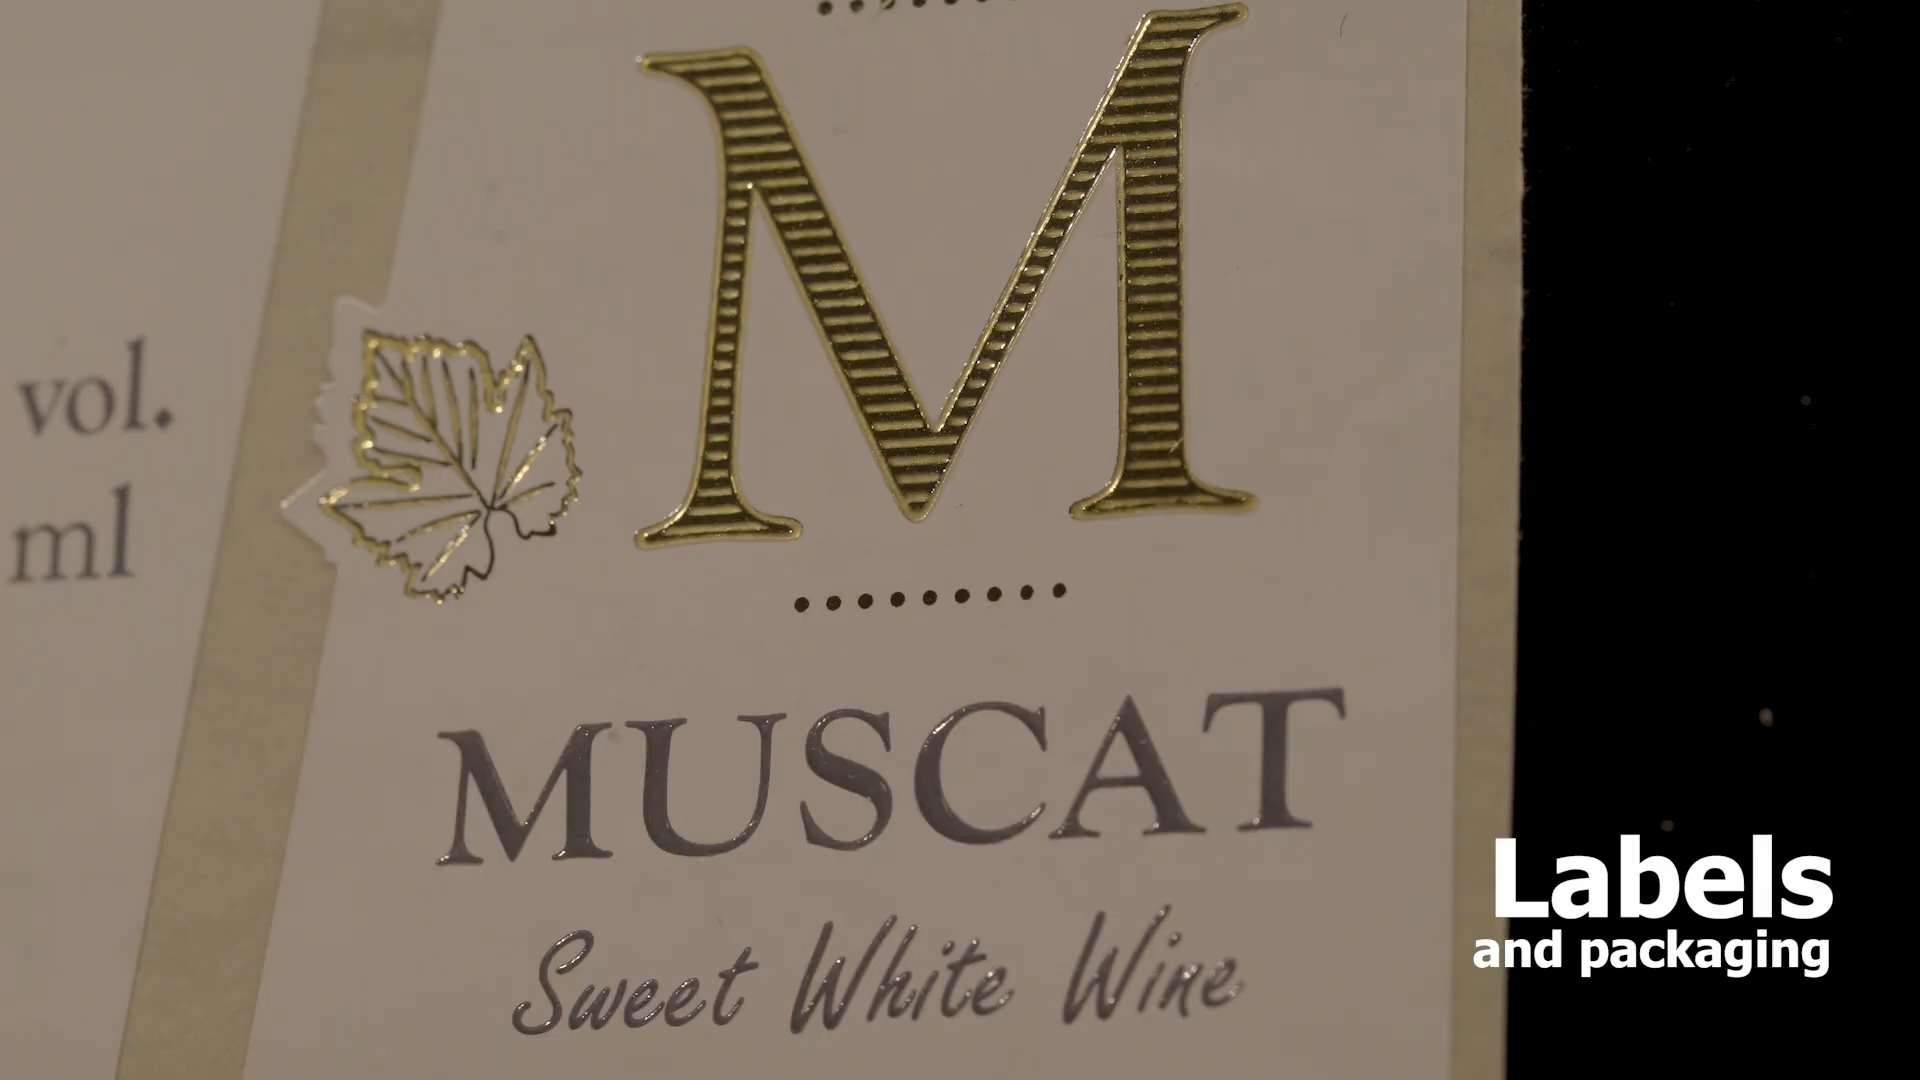 vol.
ml
M
MUSCAT
Sweet White Wine
Labels
and packaging